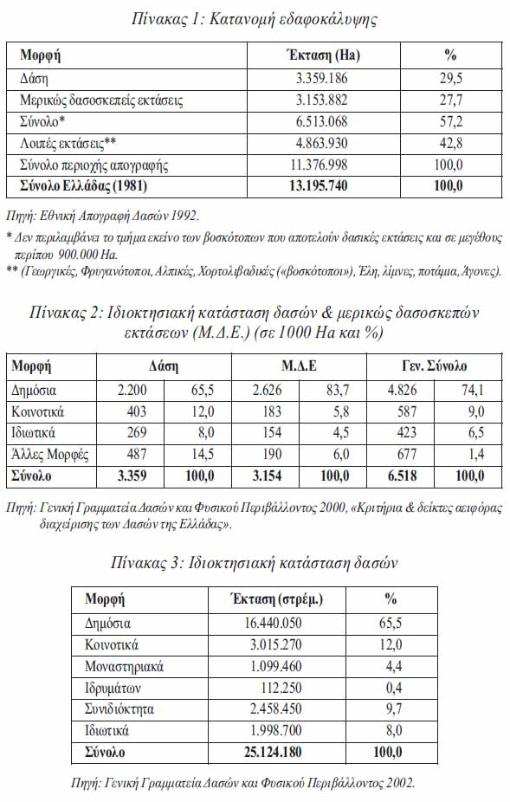 Πίνακας 1: Κατανομή εδαφοκάλυψης
Μορφή Έκταση (Ha) %
Δάση 3.359.186 29,5
Μερικώς δασοσκεπείς εκτάσεις 3.153.882 27,7
Σύνολο* 6.513.068 57,2
Λοιπές εκτάσεις** 4.863.930 42,8
Σύνολο περιοχής απογραφής 11.376.998 100,0
Σύνολο Ελλάδας (1981) 13.195.740 100,0
Πηγή: Εθνική Απογραφή Δασών 1992.
* Δεν περιλαμβάνει το τμήμα εκείνο των βοσκότοπων που αποτελούν δασικές εκτάσεις και σε μεγέθους
περίπου 900.000 Ha.
** (Γεωργικές, Φρυγανότοποι, Αλπικές, Χορτολιβαδικές («βοσκότοποι»), Έλη, λίμνες, ποτάμια, Άγονες).
Πίνακας 2: Ιδιοκτησιακή κατάσταση δασών & μερικώς δασοσκεπών
εκτάσεων (Μ.Δ.Ε.) (σε 1000 Ha και %)
Μορφή Δάση Μ.Δ.Ε Γεν. Σύνολο
Δημόσια 2.200 65,5 2.626 83,7 4.826 74,1
Κοινοτικά 403 12,0 183 5,8 587 9,0
Ιδιωτικά 269 8,0 154 4,5 423 6,5
Άλλες Μορφές 487 14,5 190 6,0 677 1,4
Σύνολο 3.359 100,0 3.154 100,0 6.518 100,0
Πηγή: Γενική Γραμματεία Δασών και Φυσικού Περιβάλλοντος 2000, «Κριτήρια & δείκτες αειφόρας
διαχείρισης των Δασών της Ελλάδας».
Πίνακας 3: Ιδιοκτησιακή κατάσταση δασών
Μορφή Έκταση (στρέμ.) %
Δημόσια 16.440.050 65,5
Κοινοτικά 3.015.270 12,0
Μοναστηριακά 1.099.460 4,4
Ιδρυμάτων 112.250 0,4
Συνιδιόκτητα 2.458.450 9,7
Ιδιωτικά 1.998.700 8,0
Σύνολο 25.124.180 100,0
Πηγή: Γενική Γραμματεία Δασών και Φυσικού Περιβάλλοντος 2002.